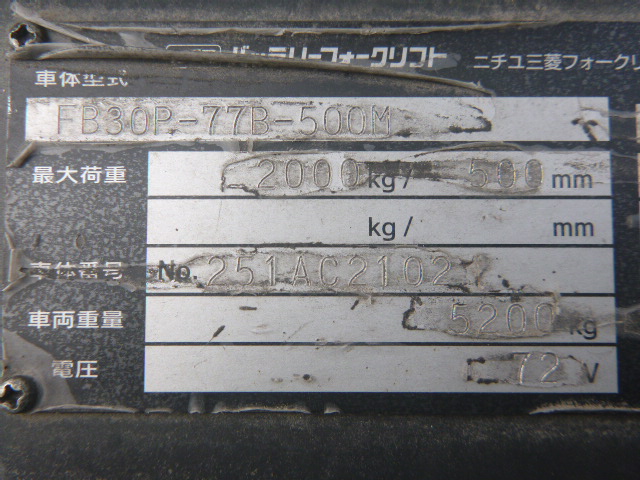 バッテリーフォークリフト ニチユ三菱フォークリ
車体型式
FB30P-77B-500M
最大荷重 2000 kg/ 500 mm
kg/ mm
車体番号 No. 251AC2102
車両重量 5200 kg
電圧 72 V